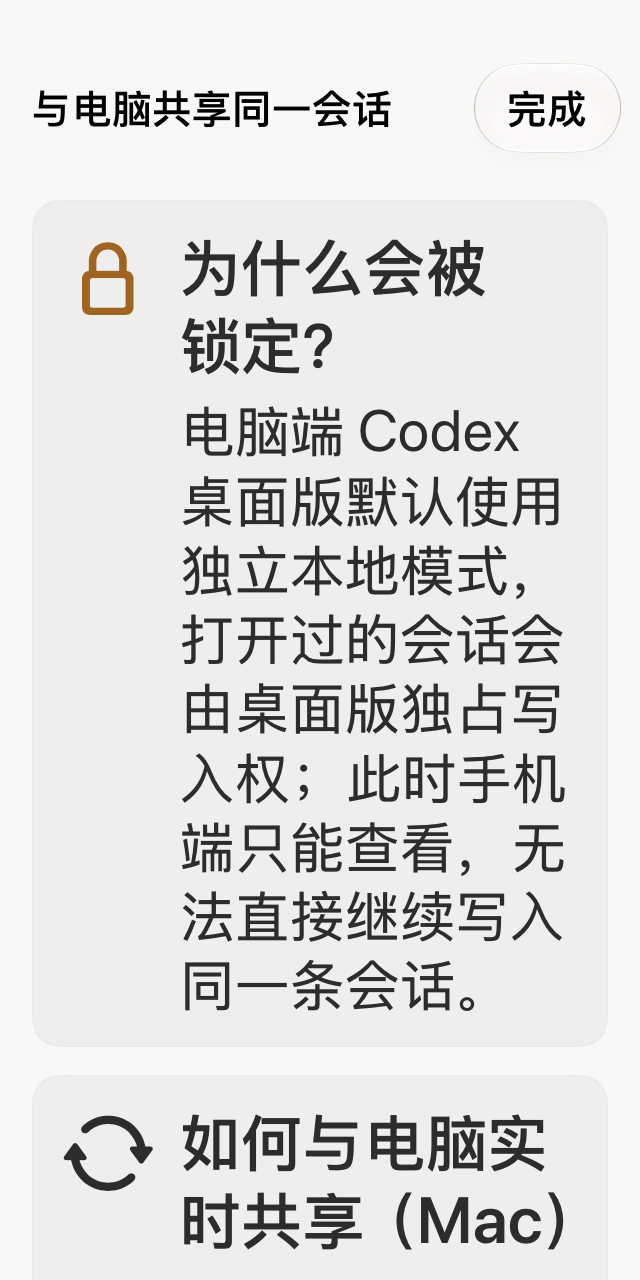 与电脑共享同一会话
完成
为什么会被
锁定?
电脑端 Codex
桌面版默认使用
独立本地模式，
打开过的会话会
由桌面版独占写
入权；此时手机
端只能查看，无
法直接继续写入
同一条会话。
如何与电脑实
时共享（Mac）